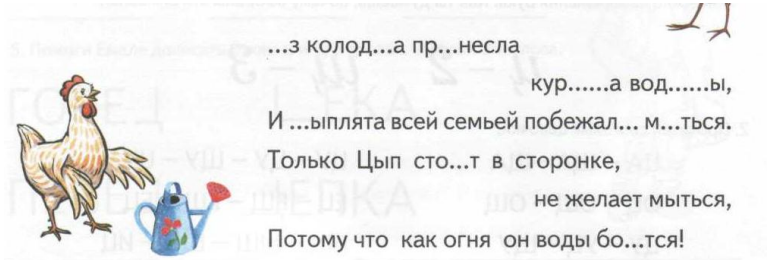 ...з колод...а пр...несла
кур......а вод......ы,
И ...ыплята всей семьей побежал... м...ться.
Только Цып сто...т в сторонке,
не желает мыться,
Потому что как огня он воды бо...тся!